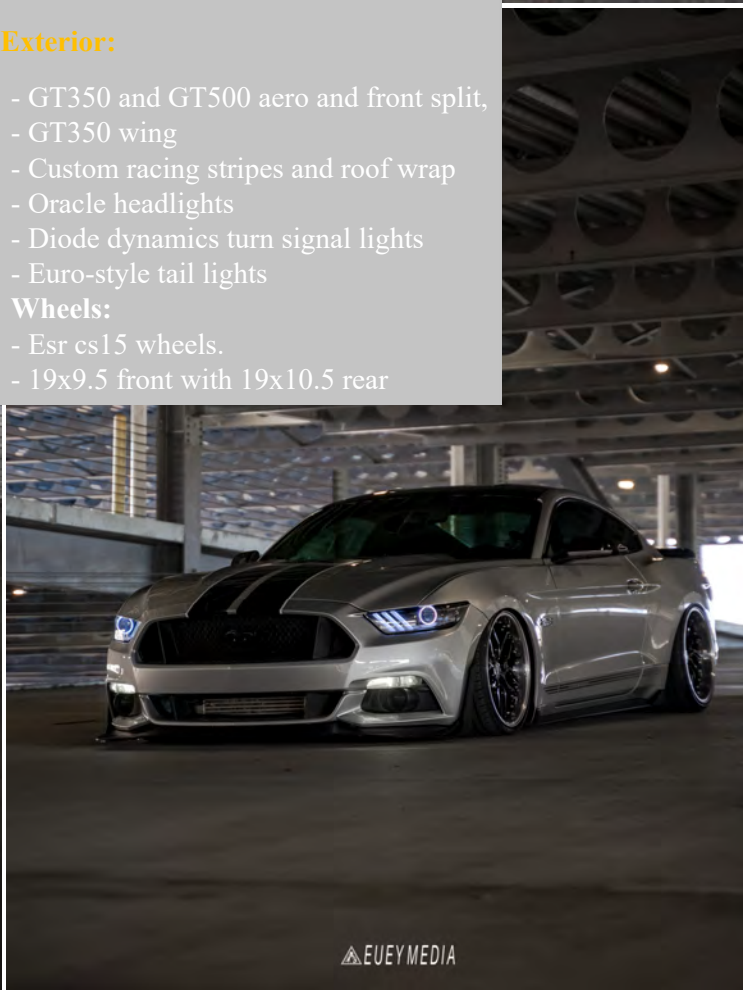 Exterior:
- GT350 and GT500 aero and front split,
- GT350 wing
- Custom racing stripes and roof wrap
- Oracle headlights
- Diode dynamics turn signal lights
- Euro-style tail lights
Wheels:
- Esr cs15 wheels.
- 19x9.5 front with 19x10.5 rear
EUEYMEDIA